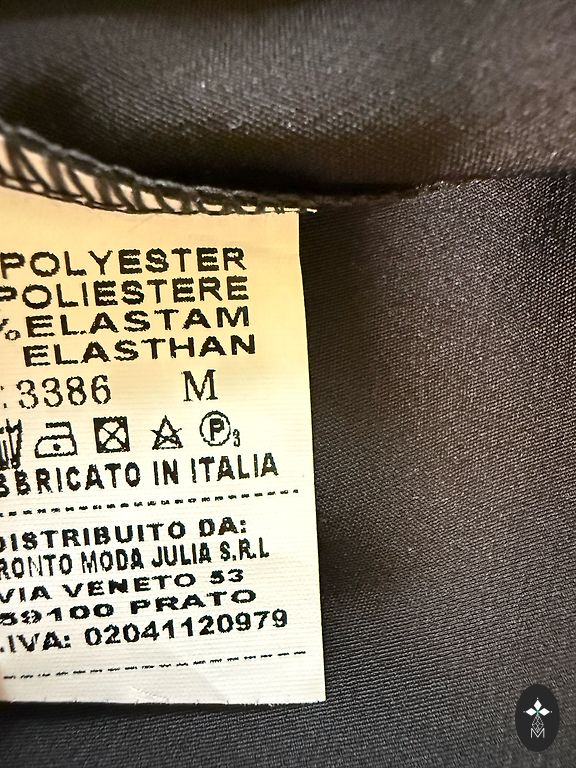 POLYESTER
POLIESTERE
% ELASTAM
ELASTHAN
: 3386 M
P 3
BBRICATO IN ITALIA
DISTRIBUITO DA:
RONTO MODA JULIA S.R.L
VIA VENETO 53
59100 PRATO
.IVA: 02041120979
M